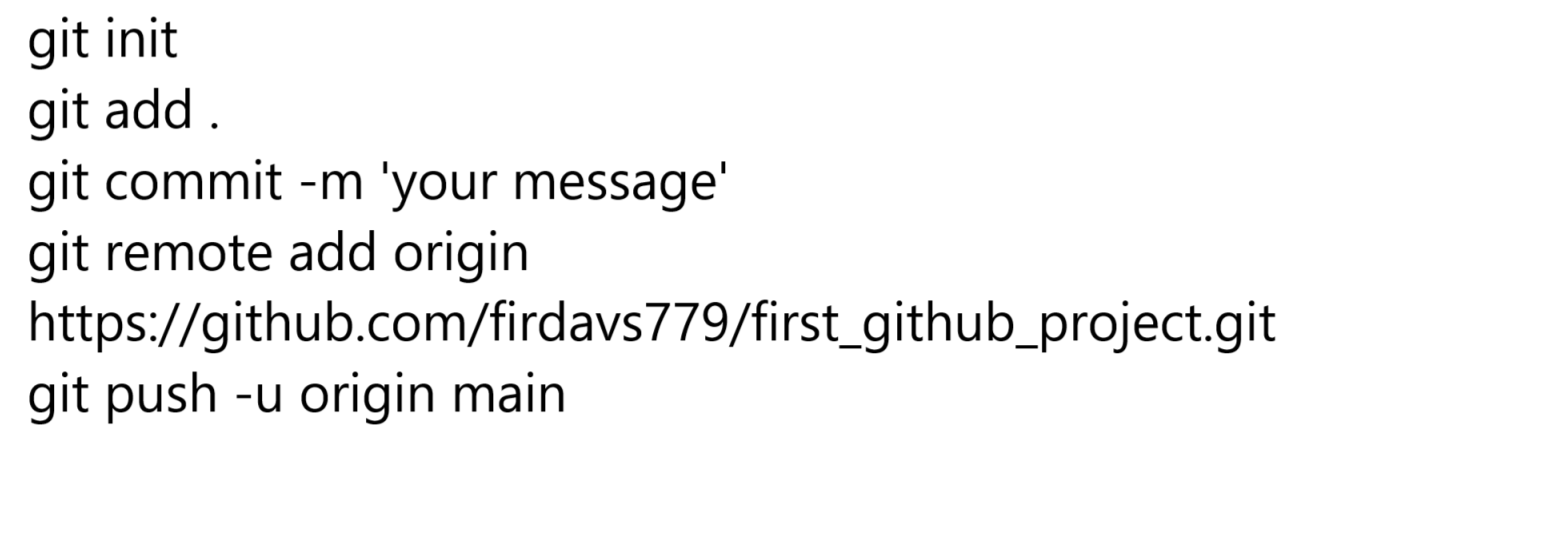 git init
git add .
git commit -m 'your message'
git remote add origin
https://github.com/firdavs779/first_github_project.git
git push -u origin main